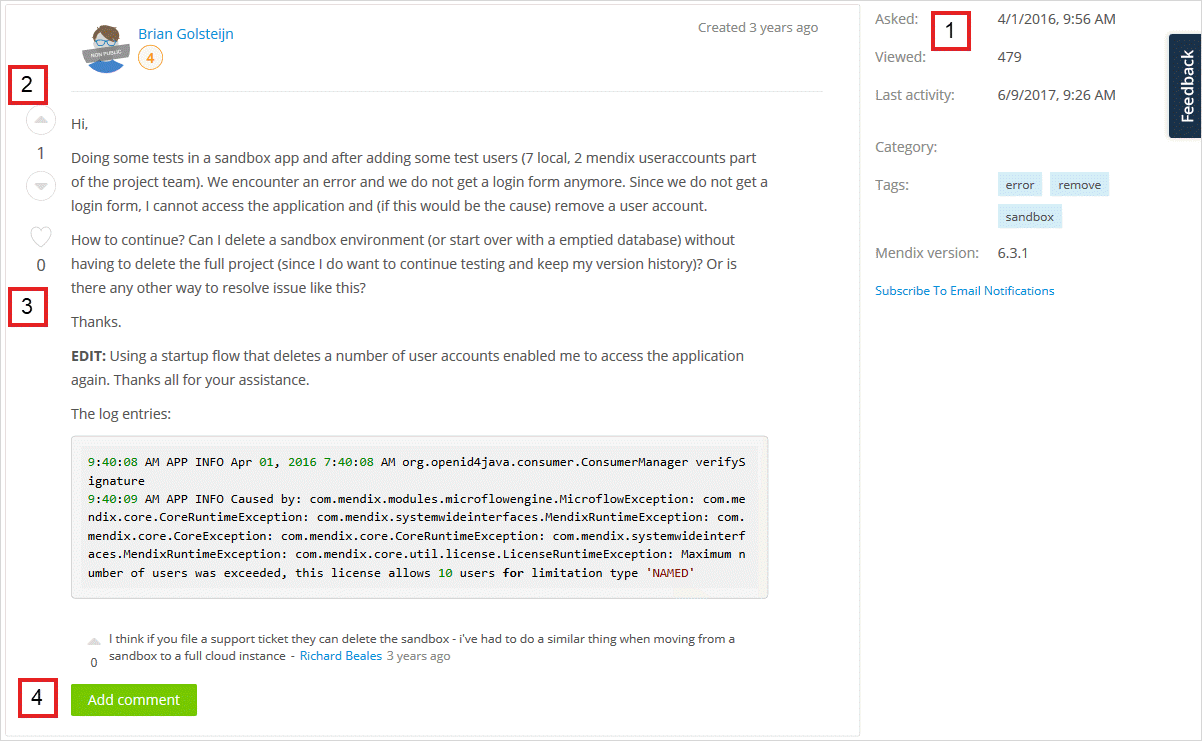 NON PUBLIC
Brian Golsteijn
4
Created 3 years ago
2
1
Hi,
Doing some tests in a sandbox app and after adding some test users (7 local, 2 mendix useraccounts part
of the project team). We encounter an error and we do not get a login form anymore. Since we do not get a
login form, I cannot access the application and (if this would be the cause) remove a user account.
How to continue? Can I delete a sandbox environment (or start over with a emptied database) without
having to delete the full project (since I do want to continue testing and keep my version history)? Or is
there any other way to resolve issue like this?
0
3
Thanks.
EDIT: Using a startup flow that deletes a number of user accounts enabled me to access the application
again. Thanks all for your assistance.
The log entries:
9:40:08 AM APP INFO Apr 01, 2016 7:40:08 AM org.openid4java.consumer.ConsumerManager verifyS
ignature
9:40:09 AM APP INFO Caused by: com.mendix.modules.microflowengine.MicroflowException: com.me
ndix.core.CoreRuntimeException: com.mendix.systemwideinterfaces.MendixRuntimeException: com.
mendix.core.CoreException: com.mendix.core.CoreRuntimeException: com.mendix.systemwideinterf
aces.MendixRuntimeException: com.mendix.core.util.license.LicenseRuntimeException: Maximum n
umber of users was exceeded, this license allows 10 users for limitation type 'NAMED'
I think if you file a support ticket they can delete the sandbox - i've had to do a similar thing when moving from a
sandbox to a full cloud instance - Richard Beales 3 years ago
0
4
Add comment
Asked: 4/1/2016, 9:56 AM
1
Viewed: 479
Last activity: 6/9/2017, 9:26 AM
Category:
Tags: error remove
sandbox
Mendix version: 6.3.1
Subscribe To Email Notifications
Feedback